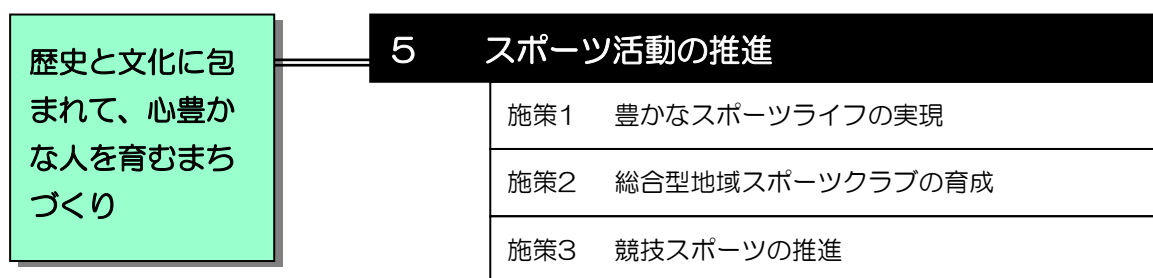 歴史と文化に包
まれて、心豊か
な人を育むまち
づくり
5 スポーツ活動の推進
施策1 豊かなスポーツライフの実現
施策2 総合型地域スポーツクラブの育成
施策3 競技スポーツの推進